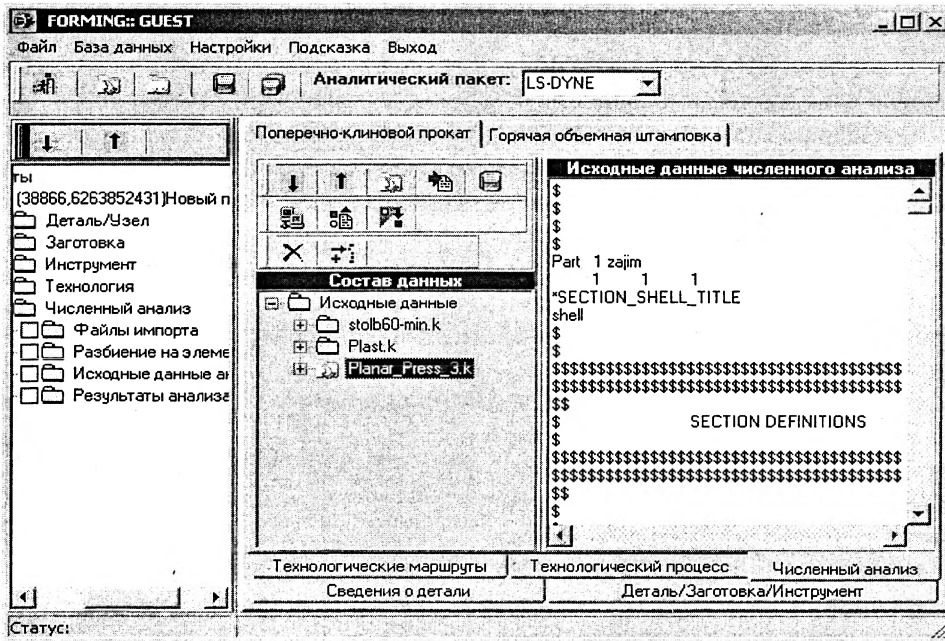 FORMING:: GUEST
Файл База данных Настройки Подсказка Выход
Аналитический пакет: LS-DYNE
ты
(38866,6263852431)Новый п
Деталь/Узел
Заготовка
Инструмент
Технология
Численный анализ
Файлы импорта
Разбиение на элеме
Исходные данные ан
Результаты анализа
Поперечно-клиновой прокат Горячая объемная штамповка
Состав данных
Исходные данные
stolb60-min.k
Plast.k
Planar_Press_3.k
Исходные данные численного анализа
$
$
$
$
Part 1 zajim
1 1 1
*SECTION_SHELL_TITLE
shell
$
$
$$$$$$$$$$$$$$$$$$$$$$$$$$$$$$$$$$$$$$$$
$$$$$$$$$$$$$$$$$$$$$$$$$$$$$$$$$$$$$$$$
$$
$ SECTION DEFINITIONS
$
$$$$$$$$$$$$$$$$$$$$$$$$$$$$$$$$$$$$$$$$
$$$$$$$$$$$$$$$$$$$$$$$$$$$$$$$$$$$$$$$$
$$
$
Технологические маршруты Технологический процесс Численный анализ
Сведения о детали Деталь/Заготовка/Инструмент
Статус: